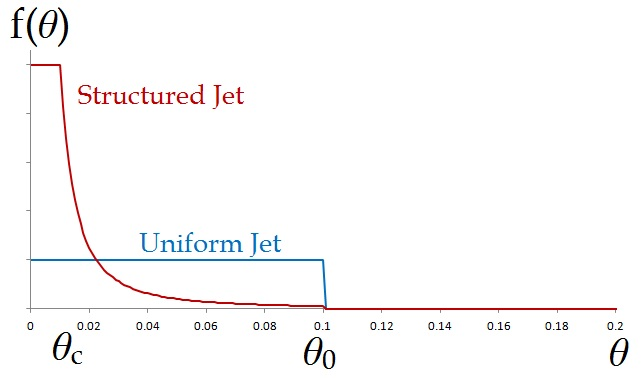 f(θ)
Structured Jet
Uniform Jet
0 0.02 0.04 0.06 0.08 0.1 0.12 0.14 0.16 0.18 0.2
θc θ0 θ